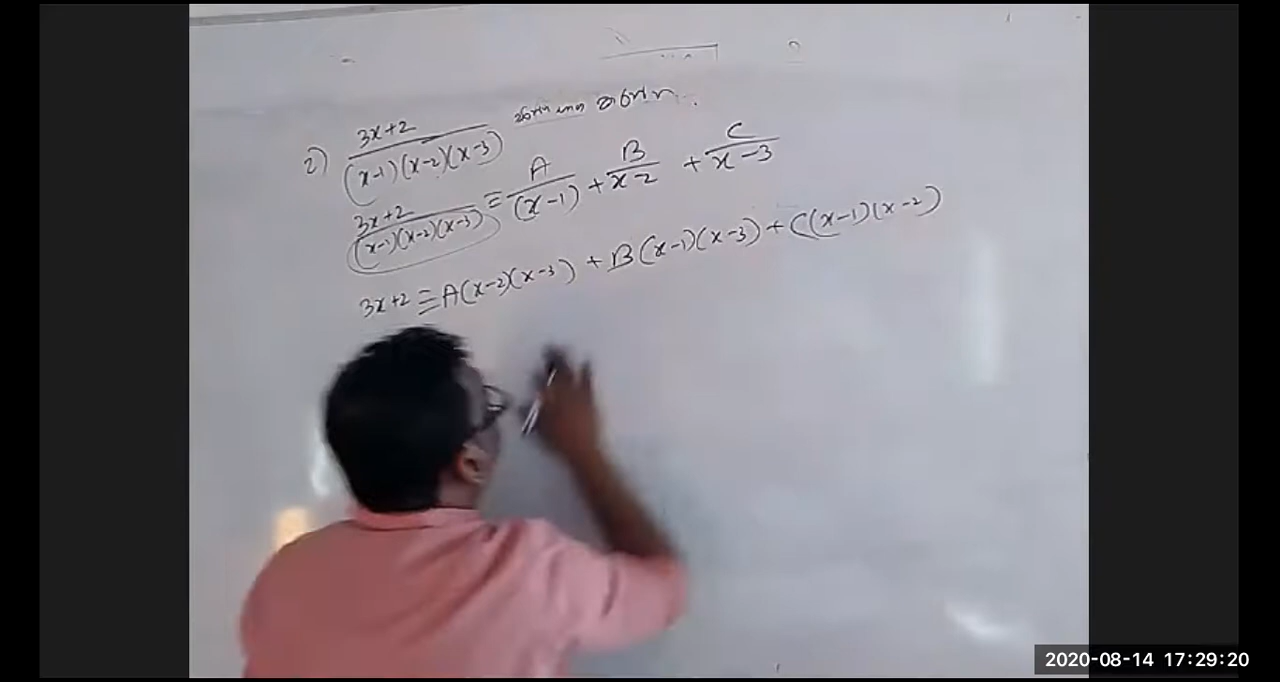 2) 3x+2 / (x-1)(x-2)(x-3)
3x+2 / (x-1)(x-2)(x-3) ≡ A / (x-1) + B / x-2 + C / x-3
3x+2 ≡ A(x-2)(x-3) + B(x-1)(x-3) + C(x-1)(x-2)
2020-08-14 17:29:20